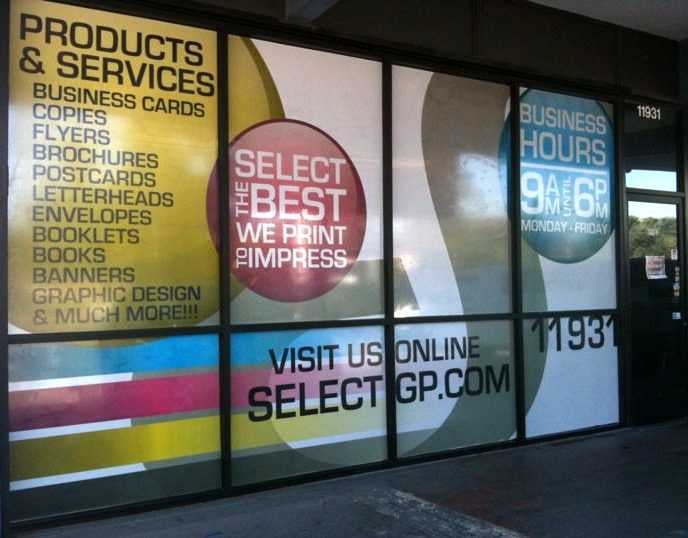 PRODUCTS
& SERVICES
BUSINESS CARDS
COPIES
FLYERS
BROCHURES
POSTCARDS
LETTERHEADS
ENVELOPES
BOOKLETS
BOOKS
BANNERS
GRAPHIC DESIGN
& MUCH MORE!!!
SELECT
THE BEST
WE PRINT
TO IMPRESS
BUSINESS
HOURS
9AM UNTIL 6PM
MONDAY - FRIDAY
11931
VISIT US ONLINE
SELECTGP.COM
11931